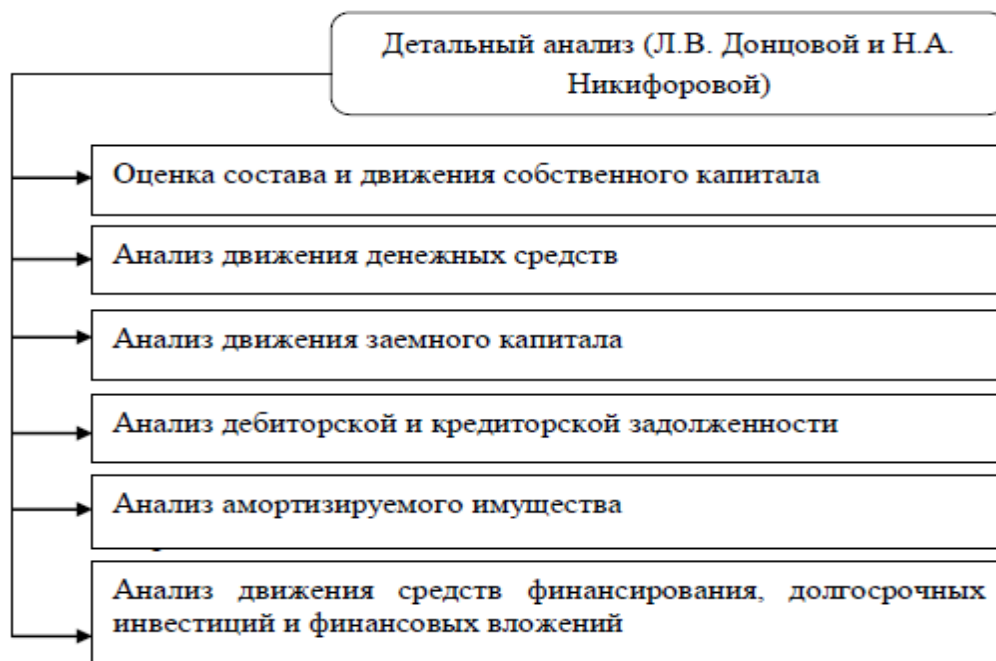 Детальный анализ (Л.В. Донцовой и Н.А.
Никифоровой)
Оценка состава и движения собственного капитала
Анализ движения денежных средств
Анализ движения заемного капитала
Анализ дебиторской и кредиторской задолженности
Анализ амортизируемого имущества
Анализ движения средств финансирования, долгосрочных
инвестиций и финансовых вложений